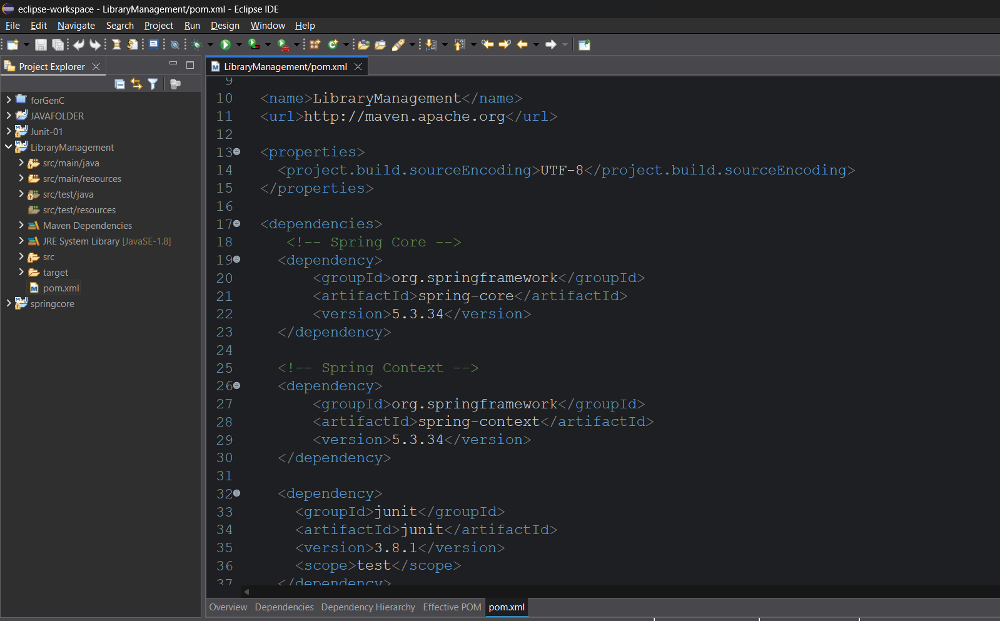 eclipse-workspace - LibraryManagement/pom.xml - Eclipse IDE
File Edit Navigate Search Project Run Design Window Help
Project Explorer
LibraryManagement/pom.xml
forGenC
JAVAFOLDER
Junit-01
LibraryManagement
src/main/java
src/main/resources
src/test/java
src/test/resources
Maven Dependencies
JRE System Library [JavaSE-1.8]
src
target
pom.xml
springcore
9
10 <name>LibraryManagement</name>
11 <url>http://maven.apache.org</url>
12
13 <properties>
14 <project.build.sourceEncoding>UTF-8</project.build.sourceEncoding>
15 </properties>
16
17 <dependencies>
18 <!-- Spring Core -->
19 <dependency>
20 <groupId>org.springframework</groupId>
21 <artifactId>spring-core</artifactId>
22 <version>5.3.34</version>
23 </dependency>
24
25 <!-- Spring Context -->
26 <dependency>
27 <groupId>org.springframework</groupId>
28 <artifactId>spring-context</artifactId>
29 <version>5.3.34</version>
30 </dependency>
31
32 <dependency>
33 <groupId>junit</groupId>
34 <artifactId>junit</artifactId>
35 <version>3.8.1</version>
36 <scope>test</scope>
37 </dependency>
Overview Dependencies Dependency Hierarchy Effective POM pom.xml